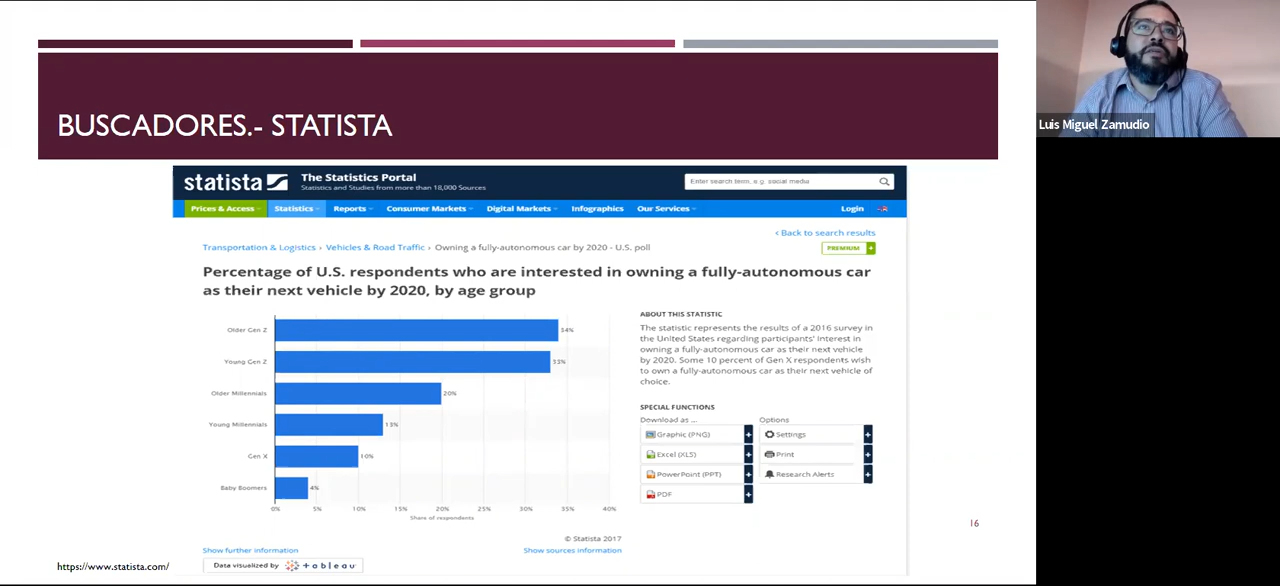 BUSCADORES.- STATISTA
statista
The Statistics Portal
Statistics and Studies from more than 18,000 Sources
Enter search term, e.g. social media
Prices & Access
Statistics
Reports
Consumer Markets
Digital Markets
Infographics
Our Services
Login
< Back to search results
Transportation & Logistics › Vehicles & Road Traffic › Owning a fully-autonomous car by 2020 - U.S. poll
PREMIUM +
Percentage of U.S. respondents who are interested in owning a fully-autonomous car
as their next vehicle by 2020, by age group
Older Gen Z 34%
Young Gen Z 33%
Older Millennials 20%
Young Millennials 13%
Gen X 10%
Baby Boomers 4%
0% 5% 10% 15% 20% 25% 30% 35% 40%
Share of respondents
© Statista 2017
Show further information
Show sources information
Data visualized by +ableau
ABOUT THIS STATISTIC
The statistic represents the results of a 2016 survey in
the United States regarding participants' interest in
owning a fully-autonomous car as their next vehicle
by 2020. Some 10 percent of Gen X respondents wish
to own a fully-autonomous car as their next vehicle of
choice.
SPECIAL FUNCTIONS
Download as ...
Options
Graphic (PNG) +
Settings +
Excel (XLS) +
Print +
PowerPoint (PPT) +
Research Alerts +
PDF +
16
https://www.statista.com/
Luis Miguel Zamudio